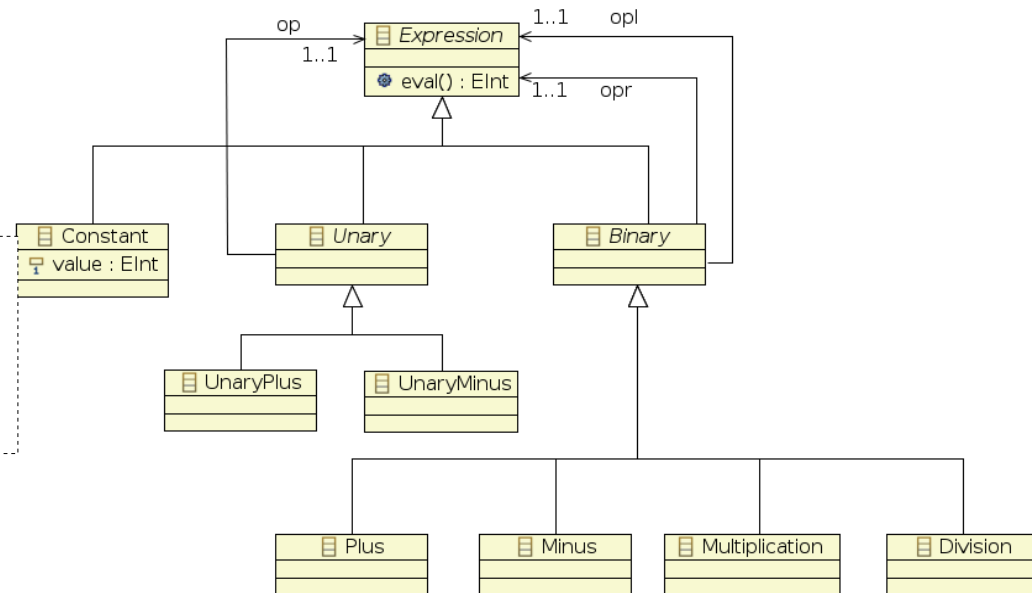 op
1..1
Expression
eval() : EInt
1..1
opl
1..1
opr
Constant
value : EInt
Unary
Binary
UnaryPlus
UnaryMinus
Plus
Minus
Multiplication
Division